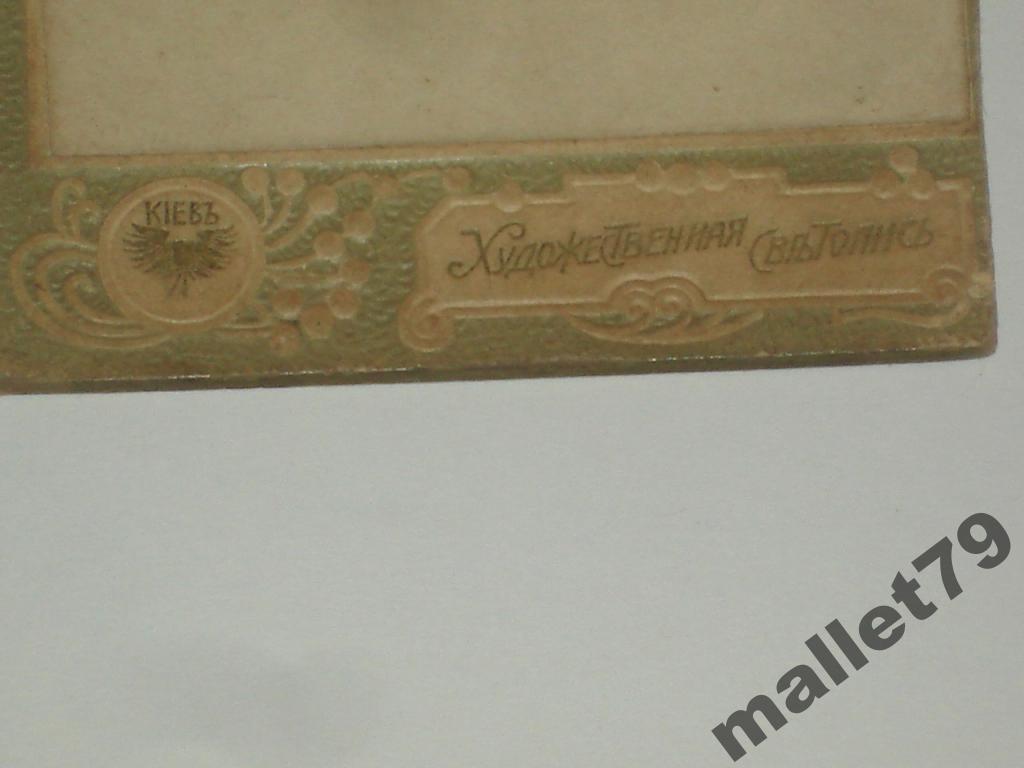 КІЕВЪ
Художественная Свѣтопись
mallet79